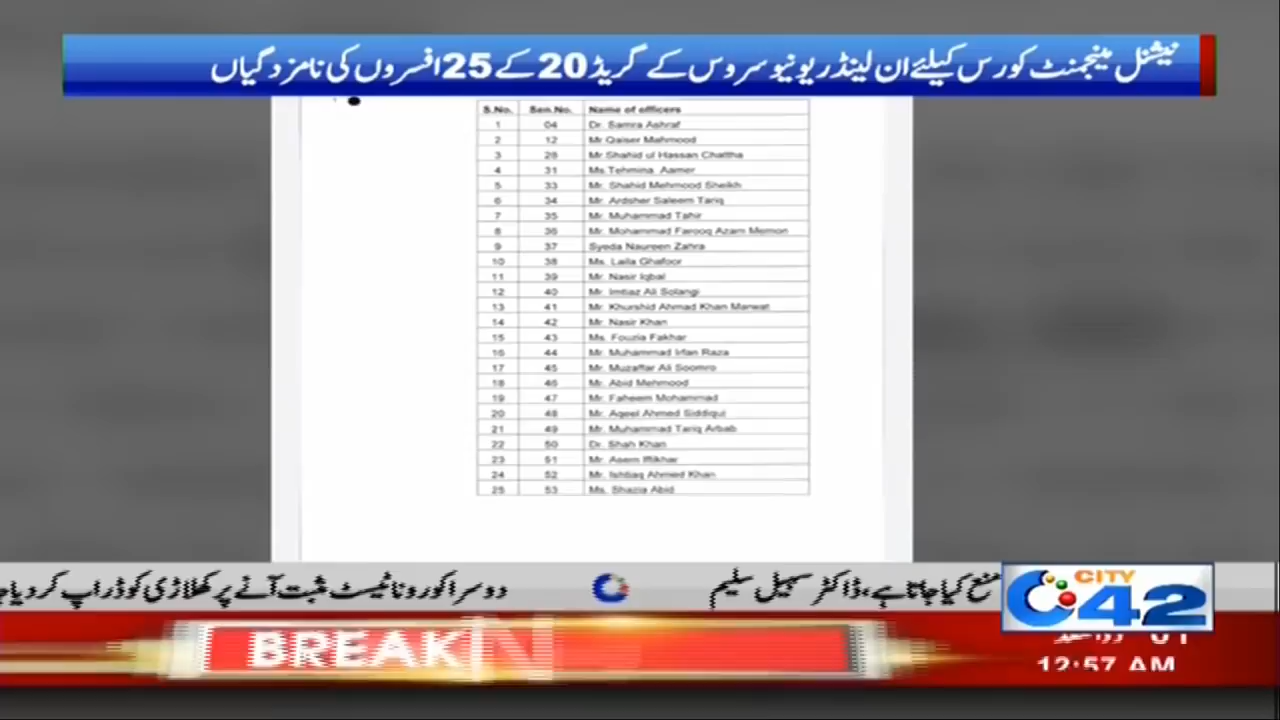 نیشنل مینجمنٹ کورس کیلئے ان لینڈ ریونیو سروس کے گریڈ 20 کے 25 افسروں کی نامزدگیاں
S.No. Sen.No. Name of officers
1 04 Dr. Samra Ashraf
2 12 Mr.Qaiser Mahmood
3 28 Mr.Shahid ul Hassan Chattha
4 31 Ms.Tehmina Aamer
5 33 Mr. Shahid Mehmood Sheikh
6 34 Mr. Ardsher Saleem Tariq
7 35 Mr. Muhammad Tahir
8 36 Mr. Mohammad Farooq Azam Memon
9 37 Syeda Naureen Zahra
10 38 Ms. Laila Ghafoor
11 39 Mr. Nasir Iqbal
12 40 Mr. Imtiaz Ali Solangi
13 41 Mr. Khurshid Ahmad Khan Marwat
14 42 Mr. Nasir Khan
15 43 Ms. Fouzia Fakhar
16 44 Mr. Muhammad Irfan Raza
17 45 Mr. Muzaffar Ali Soomro
18 46 Mr. Abid Mehmood
19 47 Mr. Faheem Mohammad
20 48 Mr. Aqeel Ahmed Siddiqui
21 49 Mr. Muhammad Tariq Arbab
22 50 Dr. Shah Khan
23 51 Mr. Asem Iftikhar
24 52 Mr. Ishtiaq Ahmed Khan
25 53 Ms. Shazia Abid
منع کیا جاتا ہے، ڈاکٹر سہیل سلیم دوسرا کورونا ٹیسٹ مثبت آنے پر کھلاڑی کو ڈراپ کر دیا
CITY 42
BREAKIN
01
12:57 AM